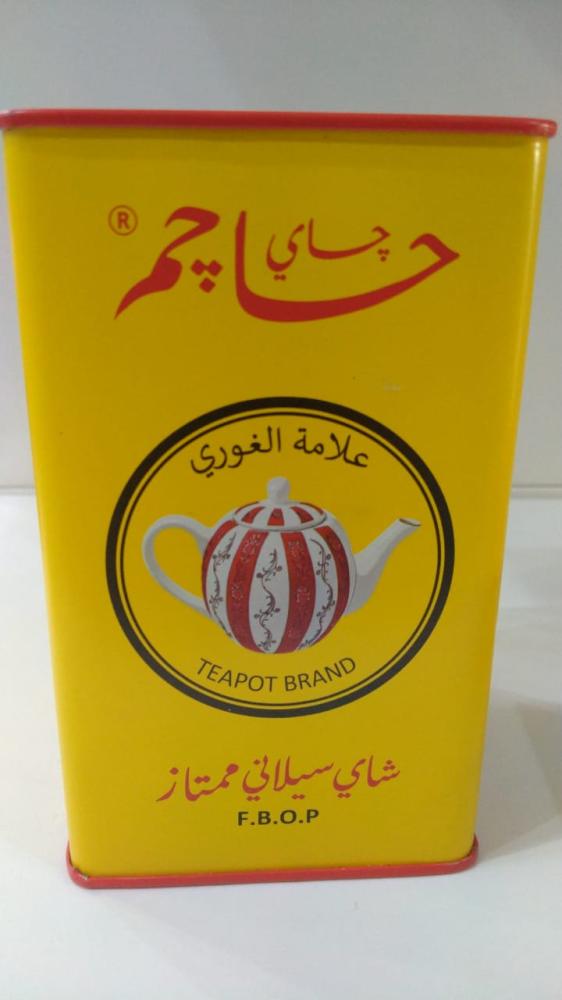 چاي
حاچم ®
علامة الغوري
TEAPOT BRAND
شاي سيلاني ممتاز
F.B.O.P